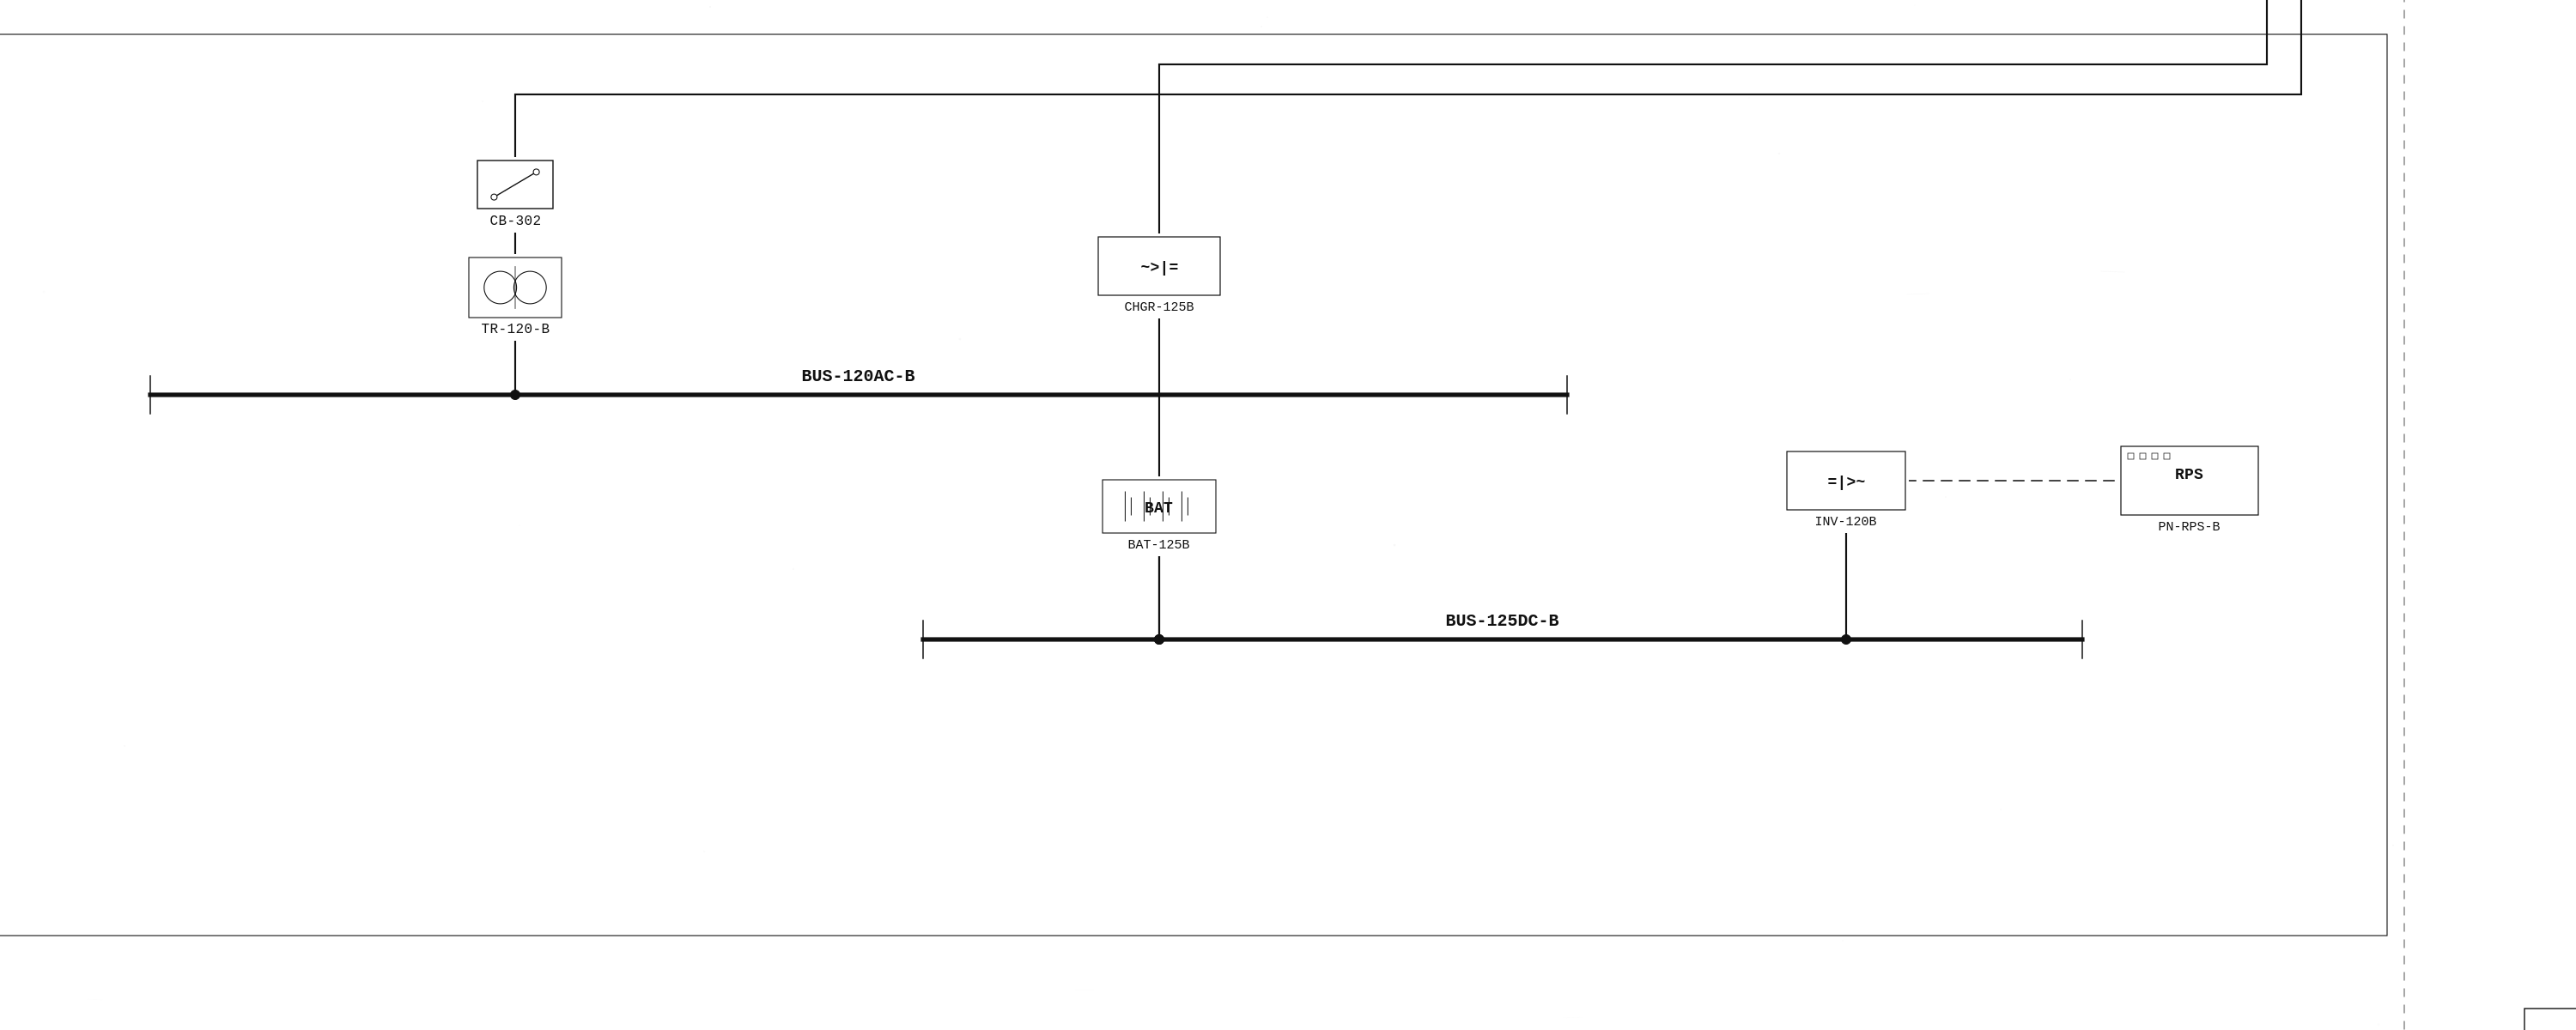 CB-302
~>|=
CHGR-125B
TR-120-B
BUS-120AC-B
=|>~
INV-120B
RPS
PN-RPS-B
BAT
BAT-125B
BUS-125DC-B